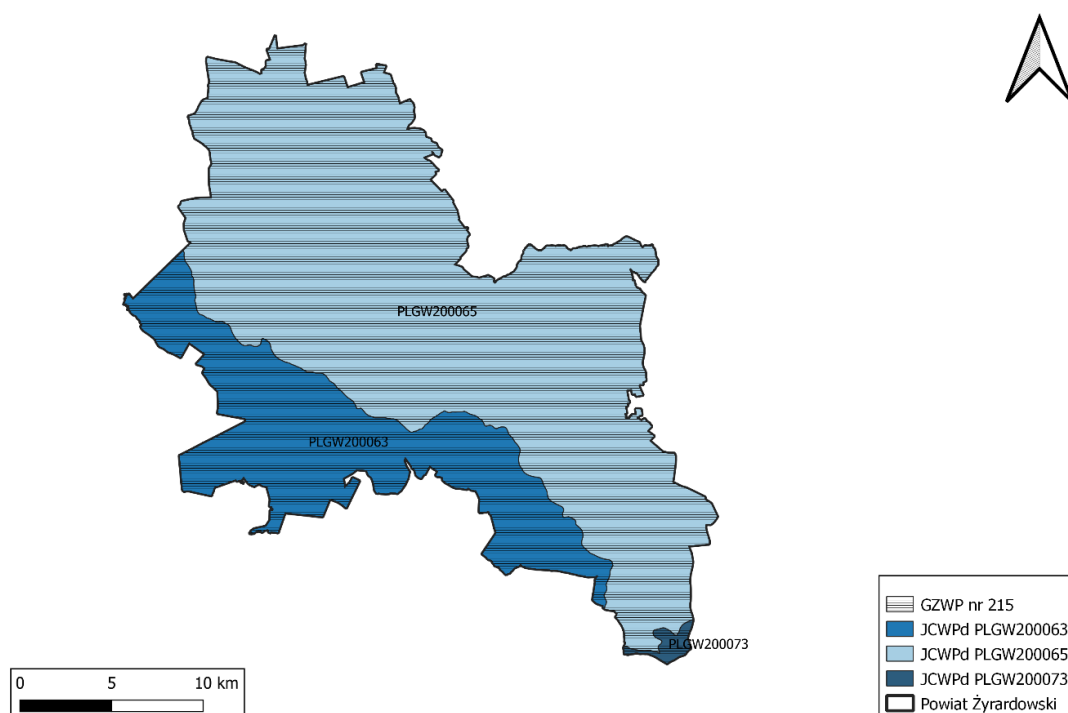 PLGW200065
PLGW200063
PLGW200073
0 5 10 km
GZWP nr 215
JCWPd PLGW200063
JCWPd PLGW200065
JCWPd PLGW200073
Powiat Żyrardowski